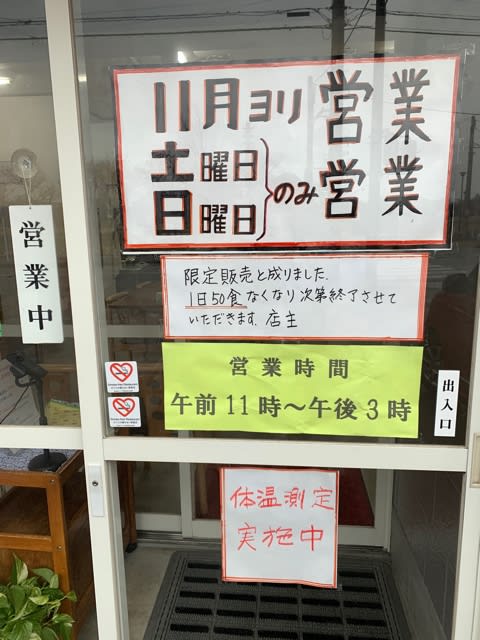 11月ヨリ営業
土曜日
日曜日
のみ営業
営業中
限定販売と成りました.
1日50食なくなり次第終了させて
いただきます. 店主
営業時間
午前11時〜午後3時
出入口
体温測定
実施中